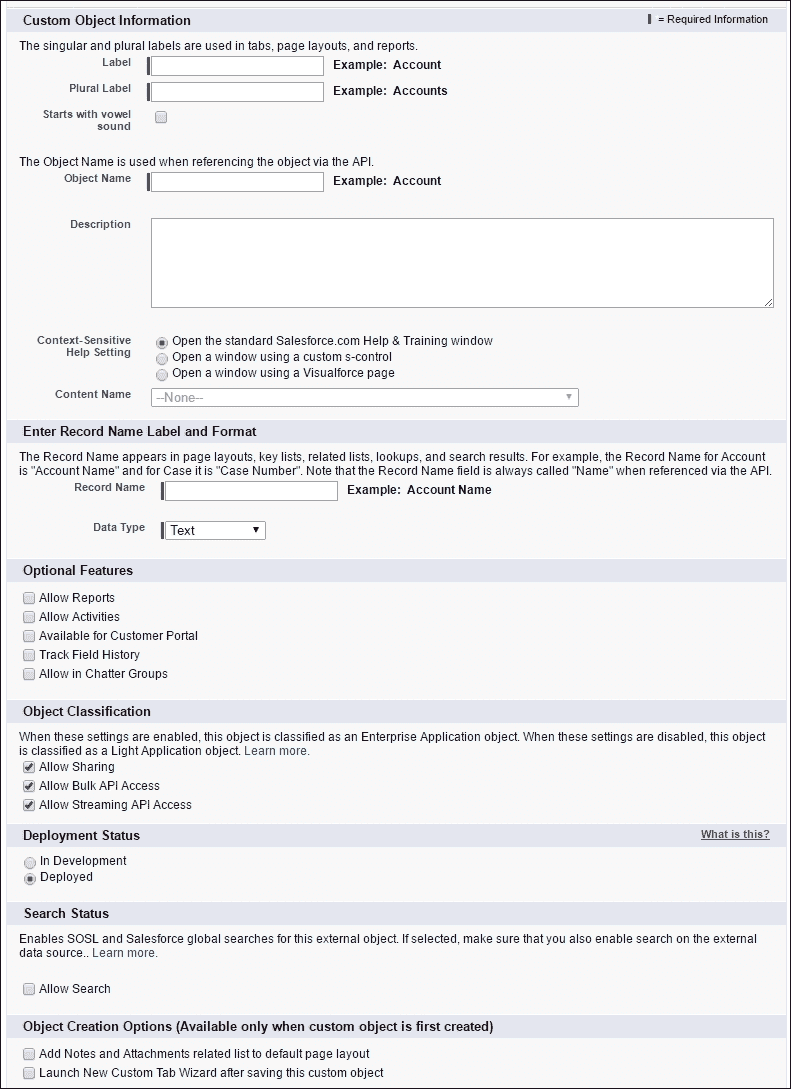 Custom Object Information
= Required Information
The singular and plural labels are used in tabs, page layouts, and reports.
Label
Example: Account
Plural Label
Example: Accounts
Starts with vowel
sound
The Object Name is used when referencing the object via the API.
Object Name
Example: Account
Description
Context-Sensitive
Help Setting
Open the standard Salesforce.com Help & Training window
Open a window using a custom s-control
Open a window using a Visualforce page
Content Name
--None--
Enter Record Name Label and Format
The Record Name appears in page layouts, key lists, related lists, lookups, and search results. For example, the Record Name for Account
is "Account Name" and for Case it is "Case Number". Note that the Record Name field is always called "Name" when referenced via the API.
Record Name
Example: Account Name
Data Type
Text
Optional Features
Allow Reports
Allow Activities
Available for Customer Portal
Track Field History
Allow in Chatter Groups
Object Classification
When these settings are enabled, this object is classified as an Enterprise Application object. When these settings are disabled, this object
is classified as a Light Application object. Learn more.
Allow Sharing
Allow Bulk API Access
Allow Streaming API Access
Deployment Status
What is this?
In Development
Deployed
Search Status
Enables SOSL and Salesforce global searches for this external object. If selected, make sure that you also enable search on the external
data source.. Learn more.
Allow Search
Object Creation Options (Available only when custom object is first created)
Add Notes and Attachments related list to default page layout
Launch New Custom Tab Wizard after saving this custom object